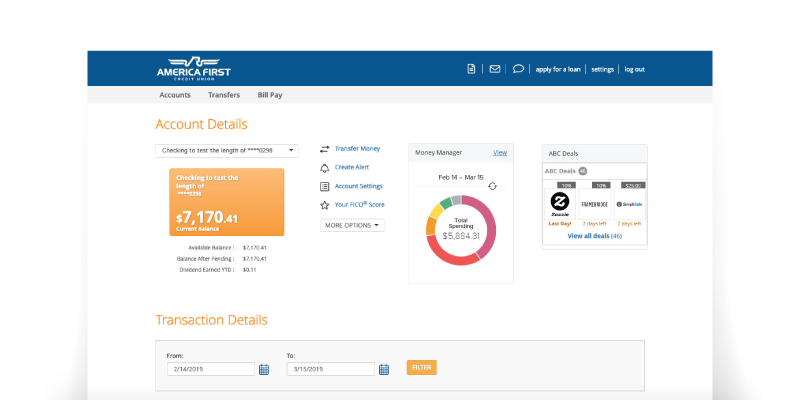 AMERICA FIRST
CREDIT UNION
apply for a loan
settings
log out
Accounts
Transfers
Bill Pay
Account Details
Checking to test the length of ****0298
Checking to test the
length of
****0298
$7,170.41
Current Balance
Available Balance : $7,170.41
Balance After Pending : $7,170.41
Dividend Earned YTD : $0.11
Transfer Money
Create Alert
Account Settings
Your FICO® Score
MORE OPTIONS
Money Manager
View
Feb 14 – Mar 15
Total
Spending
$5,884.31
ABC Deals
ABC Deals 46
10%
10%
$25.00
Z
Zazzle
FRAMEBRIDGE
SimpliSafe
Last Day!
2 days left
2 days left
View all deals (46)
Transaction Details
From:
To:
2/14/2019
3/15/2019
FILTER